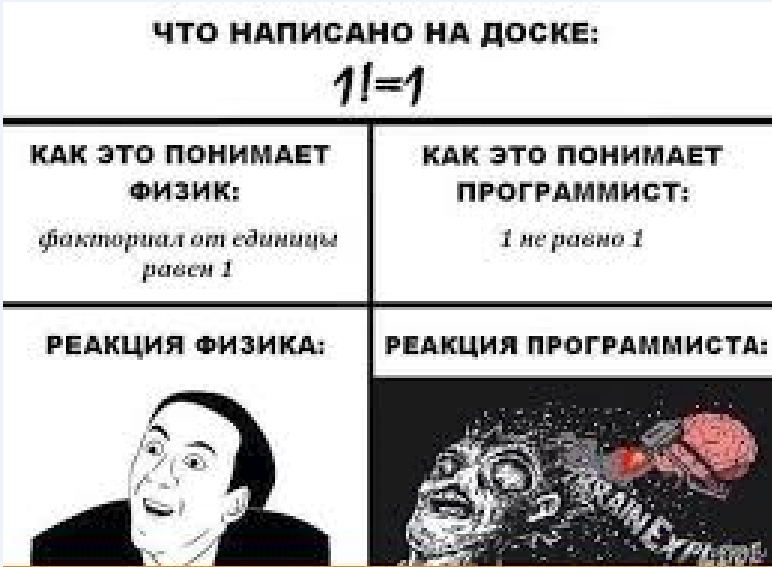 ЧТО НАПИСАНО НА ДОСКЕ:
1!=1
КАК ЭТО ПОНИМАЕТ
ФИЗИК:
факториал от единицы
равен 1
КАК ЭТО ПОНИМАЕТ
ПРОГРАММИСТ:
1 не равно 1
РЕАКЦИЯ ФИЗИКА:
РЕАКЦИЯ ПРОГРАММИСТА:
BRAIN